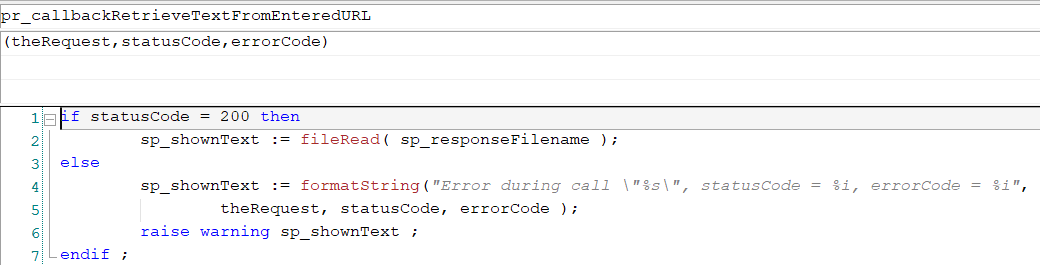 pr_callbackRetrieveTextFromEnteredURL
(theRequest,statusCode,errorCode)
1 if statusCode = 200 then
2 sp_shownText := fileRead( sp_responseFilename );
3 else
4 sp_shownText := formatString("Error during call \"%s\", statusCode = %i, errorCode = %i",
5 theRequest, statusCode, errorCode );
6 raise warning sp_shownText ;
7 endif ;